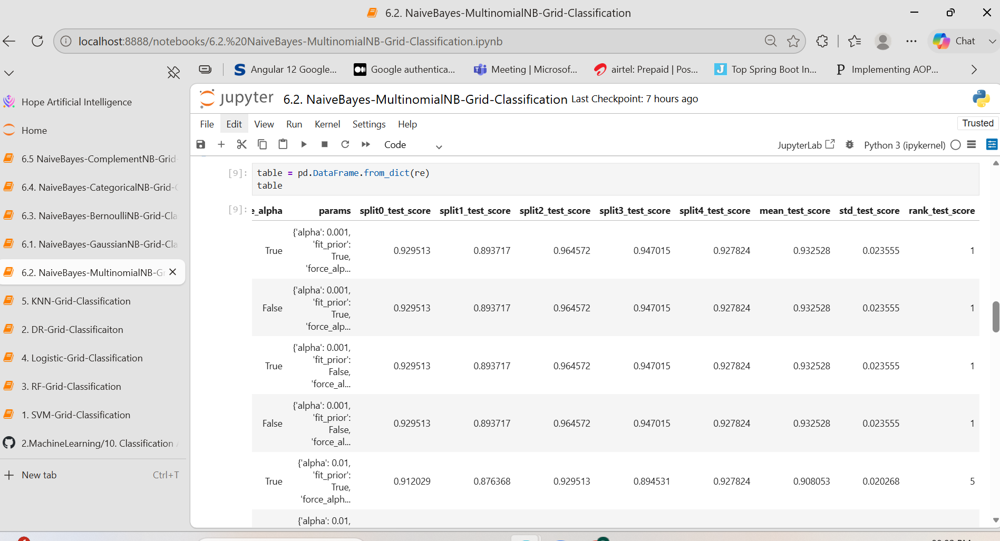 6.2. NaiveBayes-MultinomialNB-Grid-Classification
localhost:8888/notebooks/6.2.%20NaiveBayes-MultinomialNB-Grid-Classification.ipynb
Chat
Angular 12 Google...
Google authentica...
Meeting | Microsof...
airtel: Prepaid | Pos...
Top Spring Boot In...
Implementing AOP...
Hope Artificial Intelligence
Home
6.5 NaiveBayes-ComplementNB-Grid-
6.4. NaiveBayes-CategoricalNB-Grid-C
6.3. NaiveBayes-BernoulliNB-Grid-Cla
6.1. NaiveBayes-GaussianNB-Grid-Cla
6.2. NaiveBayes-MultinomialNB-Gr
5. KNN-Grid-Classification
2. DR-Grid-Classificaiton
4. Logistic-Grid-Classification
3. RF-Grid-Classification
1. SVM-Grid-Classification
2.MachineLearning/10. Classification
New tab Ctrl+T
jupyter 6.2. NaiveBayes-MultinomialNB-Grid-Classification Last Checkpoint: 7 hours ago
File Edit View Run Kernel Settings Help
Trusted
Code JupyterLab Python 3 (ipykernel)
[9]: table = pd.DataFrame.from_dict(re)
table
[9]: e_alpha params split0_test_score split1_test_score split2_test_score split3_test_score split4_test_score mean_test_score std_test_score rank_test_score
{'alpha': 0.001,
'fit_prior':
True 0.929513 0.893717 0.964572 0.947015 0.927824 0.932528 0.023555 1
True,
'force_alp...
{'alpha': 0.001,
'fit_prior':
False 0.929513 0.893717 0.964572 0.947015 0.927824 0.932528 0.023555 1
True,
'force_alp...
{'alpha': 0.001,
'fit_prior':
True 0.929513 0.893717 0.964572 0.947015 0.927824 0.932528 0.023555 1
False,
'force_al...
{'alpha': 0.001,
'fit_prior':
False 0.929513 0.893717 0.964572 0.947015 0.927824 0.932528 0.023555 1
False,
'force_al...
{'alpha': 0.01,
'fit_prior':
True 0.912029 0.876368 0.929513 0.894531 0.927824 0.908053 0.020268 5
True,
'force_alph...
{'alpha': 0.01,